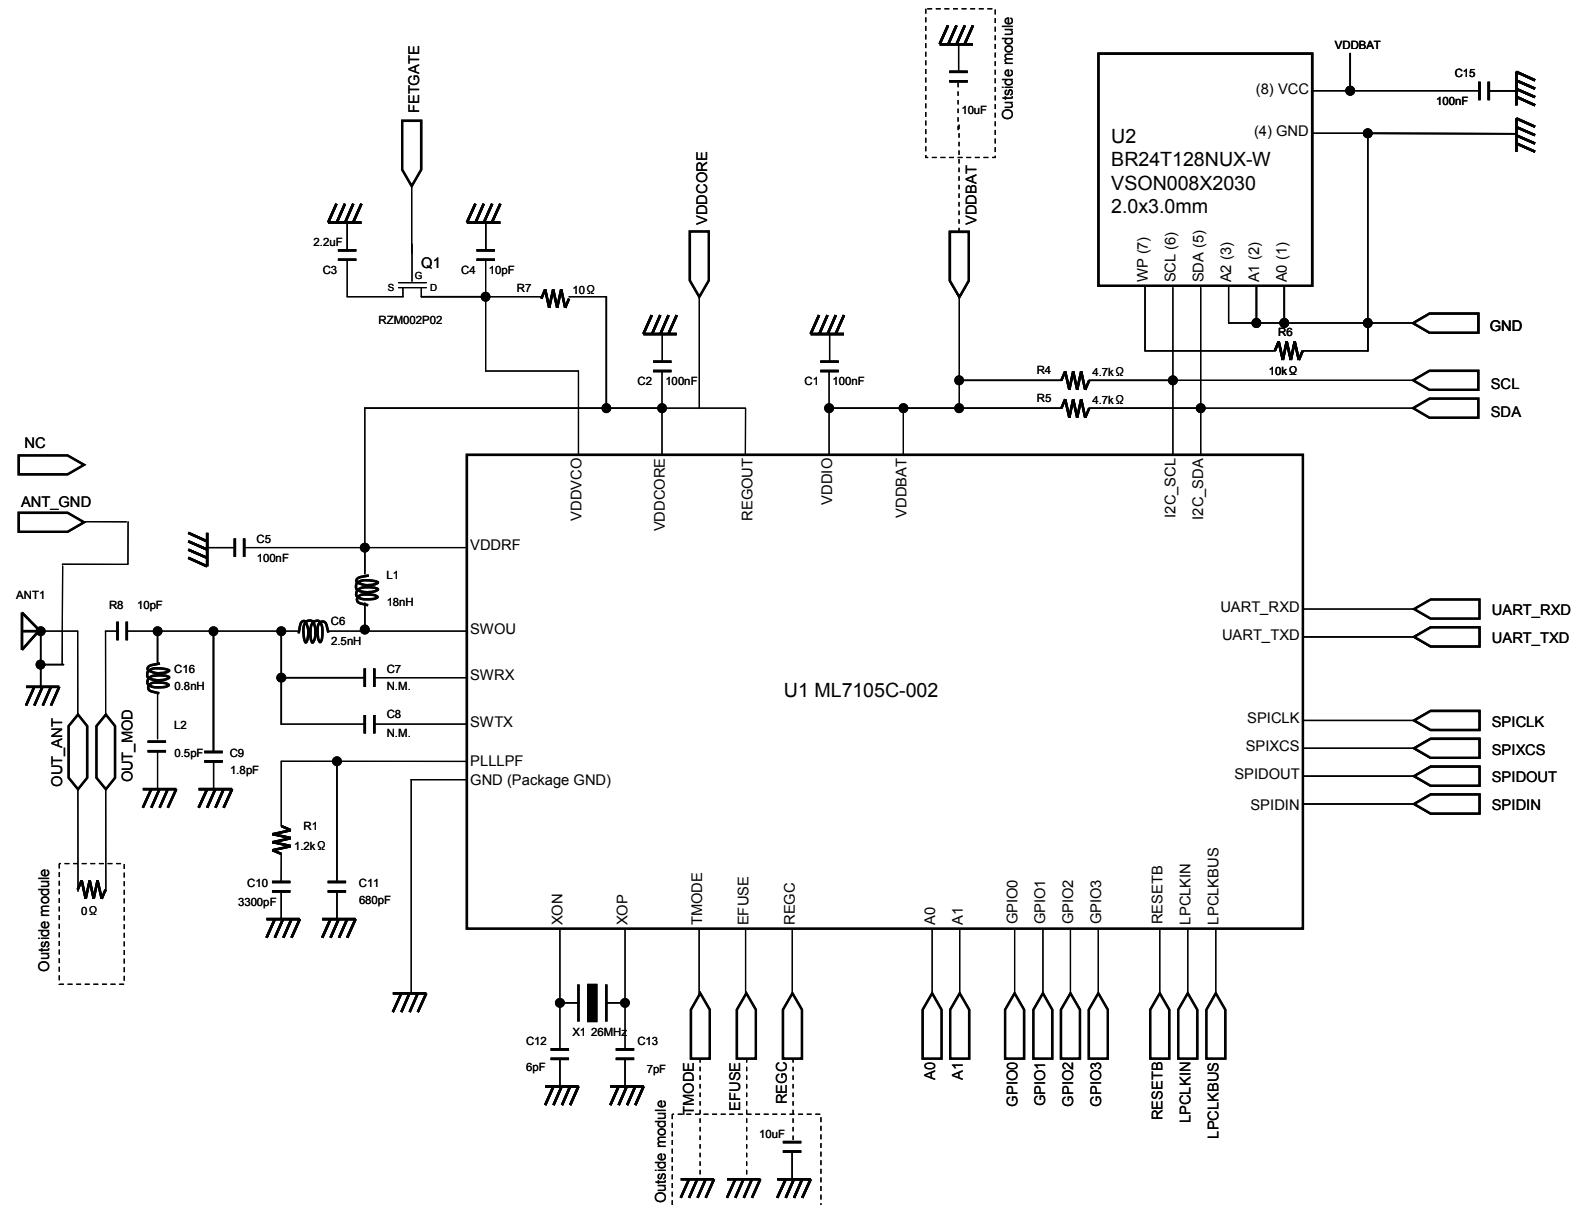 Outside module
10uF
VDDBAT
FETGATE
VDDCORE
VDDBAT
C15
100nF
(8) VCC
(4) GND
U2
BR24T128NUX-W
VSON008X2030
2.0x3.0mm
WP (7)
SCL (6)
SDA (5)
A2 (3)
A1 (2)
A0 (1)
2.2uF
C3
Q1
G
S
D
RZM002P02
C4
10pF
R7
10Ω
C2
100nF
C1
100nF
R6
10kΩ
R4
4.7kΩ
R5
4.7kΩ
GND
SCL
SDA
NC
ANT_GND
VDDVCO
VDDCORE
REGOUT
VDDIO
VDDBAT
I2C_SCL
I2C_SDA
C5
100nF
VDDRF
L1
18nH
ANT1
R8
10pF
C6
2.5nH
SWOU
C16
0.8nH
C7
N.M.
SWRX
L2
0.5pF
C8
N.M.
SWTX
C9
1.8pF
OUT_ANT
OUT_MOD
PLLLPF
GND (Package GND)
U1 ML7105C-002
UART_RXD
UART_RXD
UART_TXD
UART_TXD
SPICLK
SPICLK
SPIXCS
SPIXCS
SPIDOUT
SPIDOUT
SPIDIN
SPIDIN
R1
1.2kΩ
C10
3300pF
C11
680pF
Outside module
0Ω
XON
XOP
TMODE
EFUSE
REGC
A0
A1
GPIO0
GPIO1
GPIO2
GPIO3
RESETB
LPCLKIN
LPCLKBUS
X1 26MHz
C12
6pF
C13
7pF
TMODE
EFUSE
REGC
A0
A1
GPIO0
GPIO1
GPIO2
GPIO3
RESETB
LPCLKIN
LPCLKBUS
Outside module
10uF